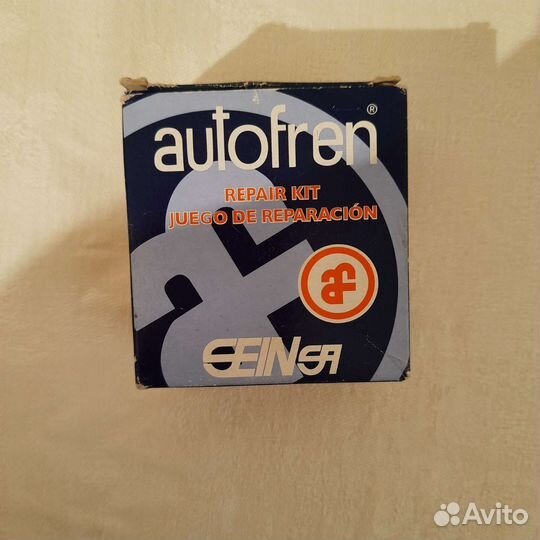 autofren®
REPAIR KIT
JUEGO DE REPARACIÓN
af
SEINSA
Avito